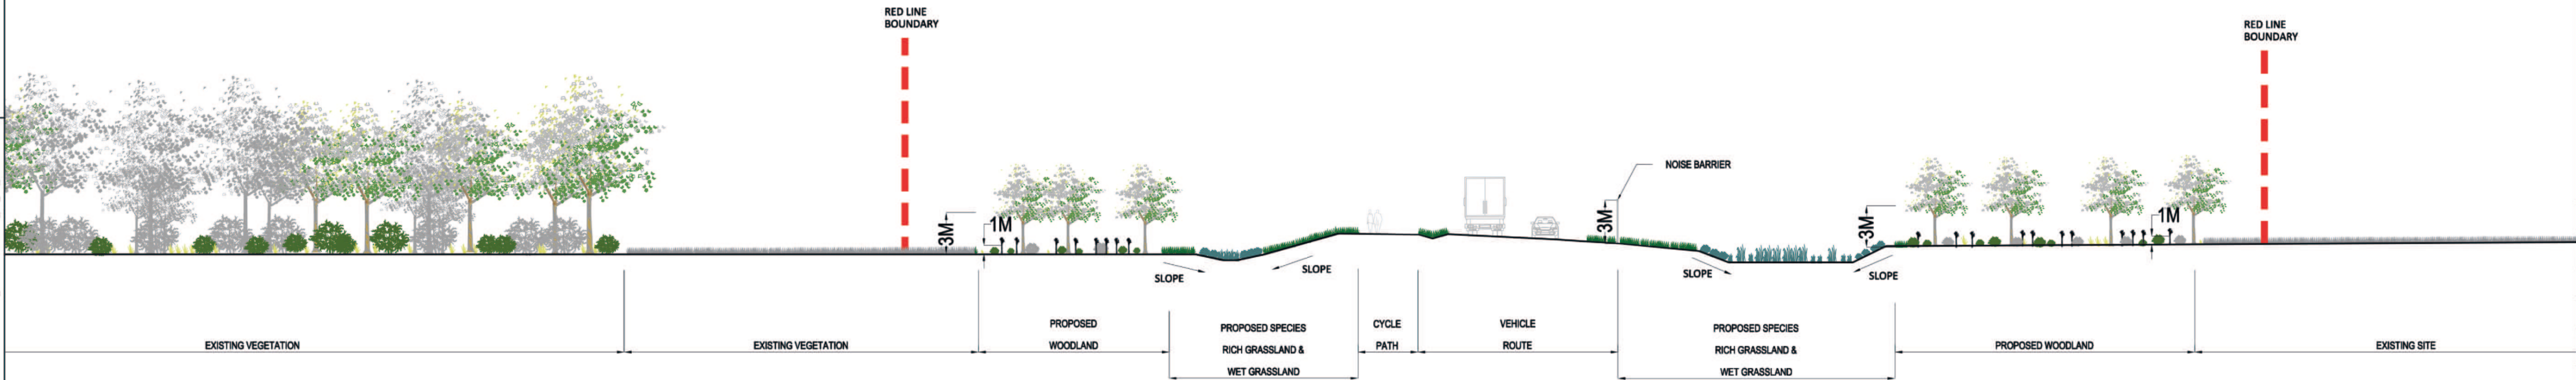 RED LINE
BOUNDARY
RED LINE
BOUNDARY
NOISE BARRIER
3M
1M
3M
3M
1M
SLOPE
SLOPE
SLOPE
SLOPE
EXISTING VEGETATION
EXISTING VEGETATION
PROPOSED
WOODLAND
PROPOSED SPECIES
RICH GRASSLAND &
WET GRASSLAND
CYCLE
PATH
VEHICLE
ROUTE
PROPOSED SPECIES
RICH GRASSLAND &
WET GRASSLAND
PROPOSED WOODLAND
EXISTING SITE